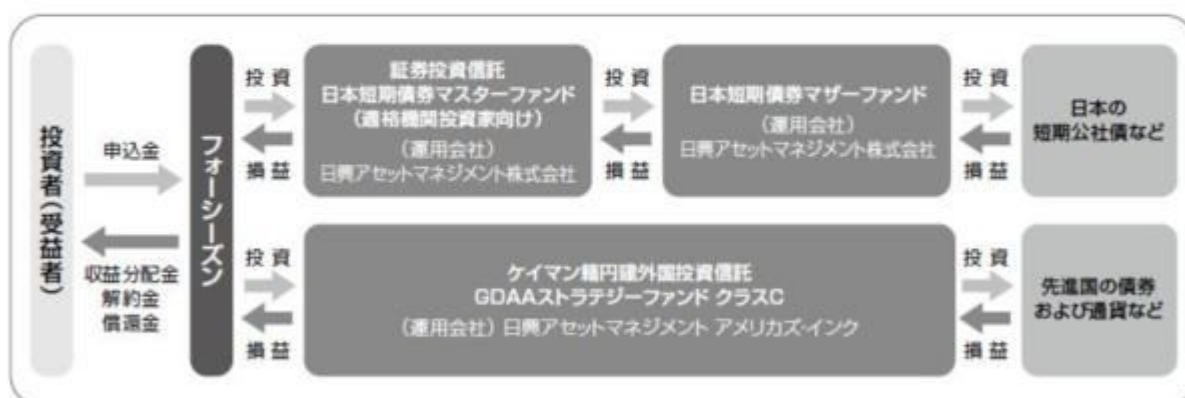 投資者(受益者)
申込金
収益分配金
解約金
償還金
フォーシーズン
投資
損益
証券投資信託
日本短期債券マスターファンド
(適格機関投資家向け)
(運用会社)
日興アセットマネジメント株式会社
投資
損益
日本短期債券マザーファンド
(運用会社)
日興アセットマネジメント株式会社
投資
損益
日本の
短期公社債など
投資
損益
ケイマン籍円建外国投資信託
GDAAストラテジーファンド クラスC
(運用会社) 日興アセットマネジメント アメリカズ・インク
投資
損益
先進国の債券
および通貨など